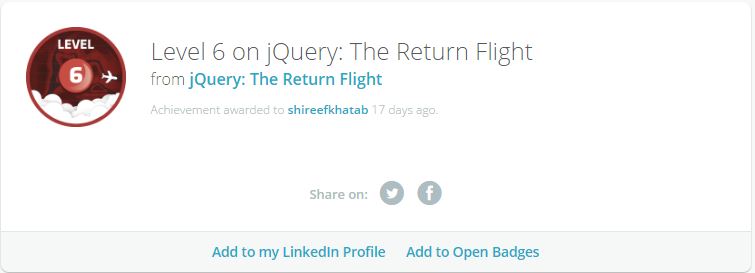 LEVEL
6
Level 6 on jQuery: The Return Flight
from jQuery: The Return Flight
Achievement awarded to shireefkhatab 17 days ago.
Share on:
Add to my LinkedIn Profile Add to Open Badges